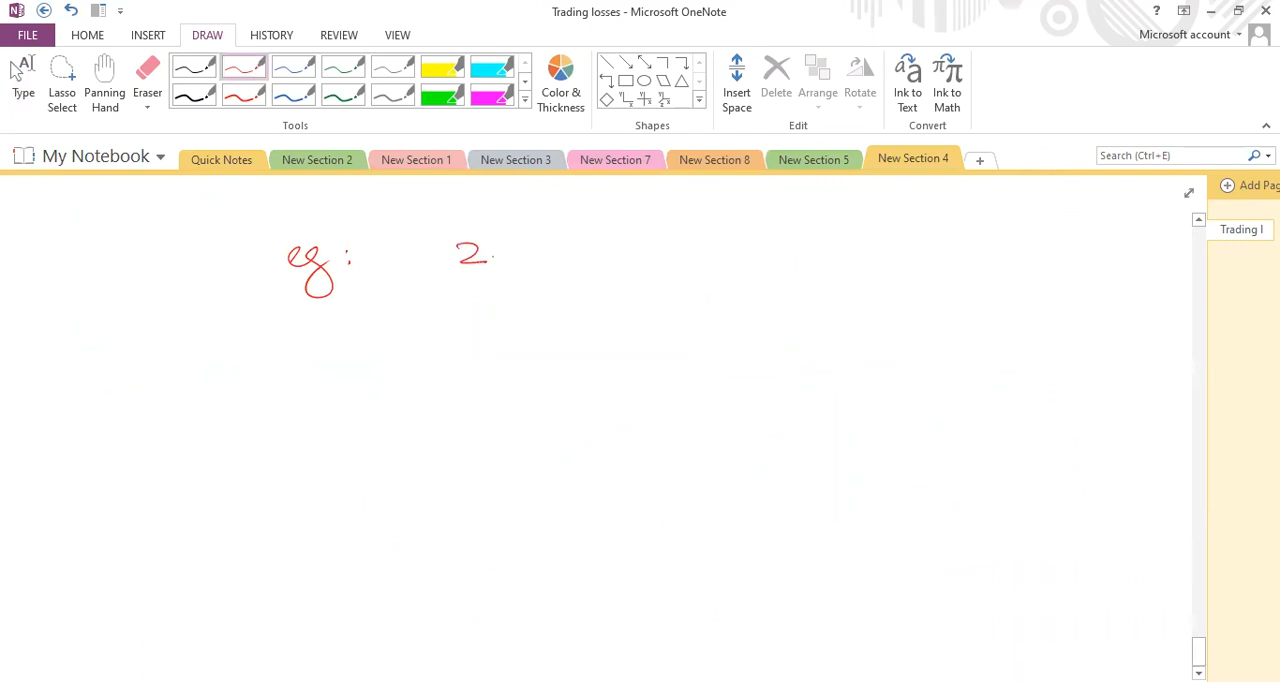 Trading losses - Microsoft OneNote
?
FILE HOME INSERT DRAW HISTORY REVIEW VIEW
Microsoft account
Type
Lasso Select
Panning Hand
Eraser
Color & Thickness
Insert Space
Delete
Arrange
Rotate
Ink to Text
Ink to Math
Tools
Shapes
Edit
Convert
My Notebook
Quick Notes
New Section 2
New Section 1
New Section 3
New Section 7
New Section 8
New Section 5
New Section 4
Search (Ctrl+E)
Add Pag
Trading l
eg: 2.